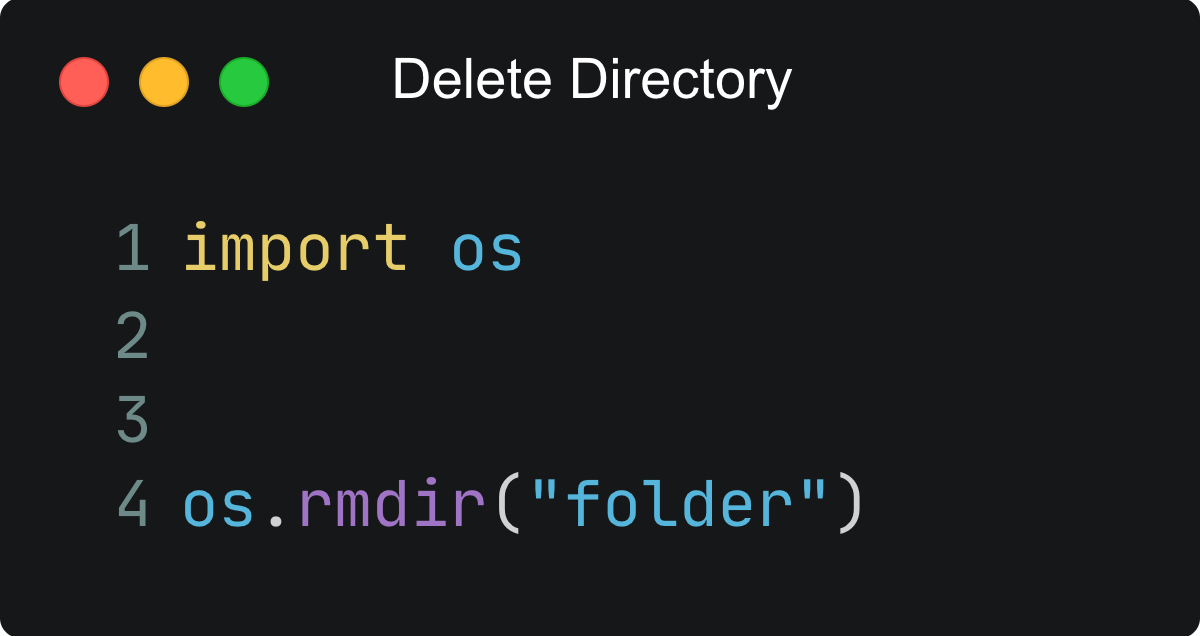 Delete Directory
1 import os
2
3
4 os.rmdir("folder")